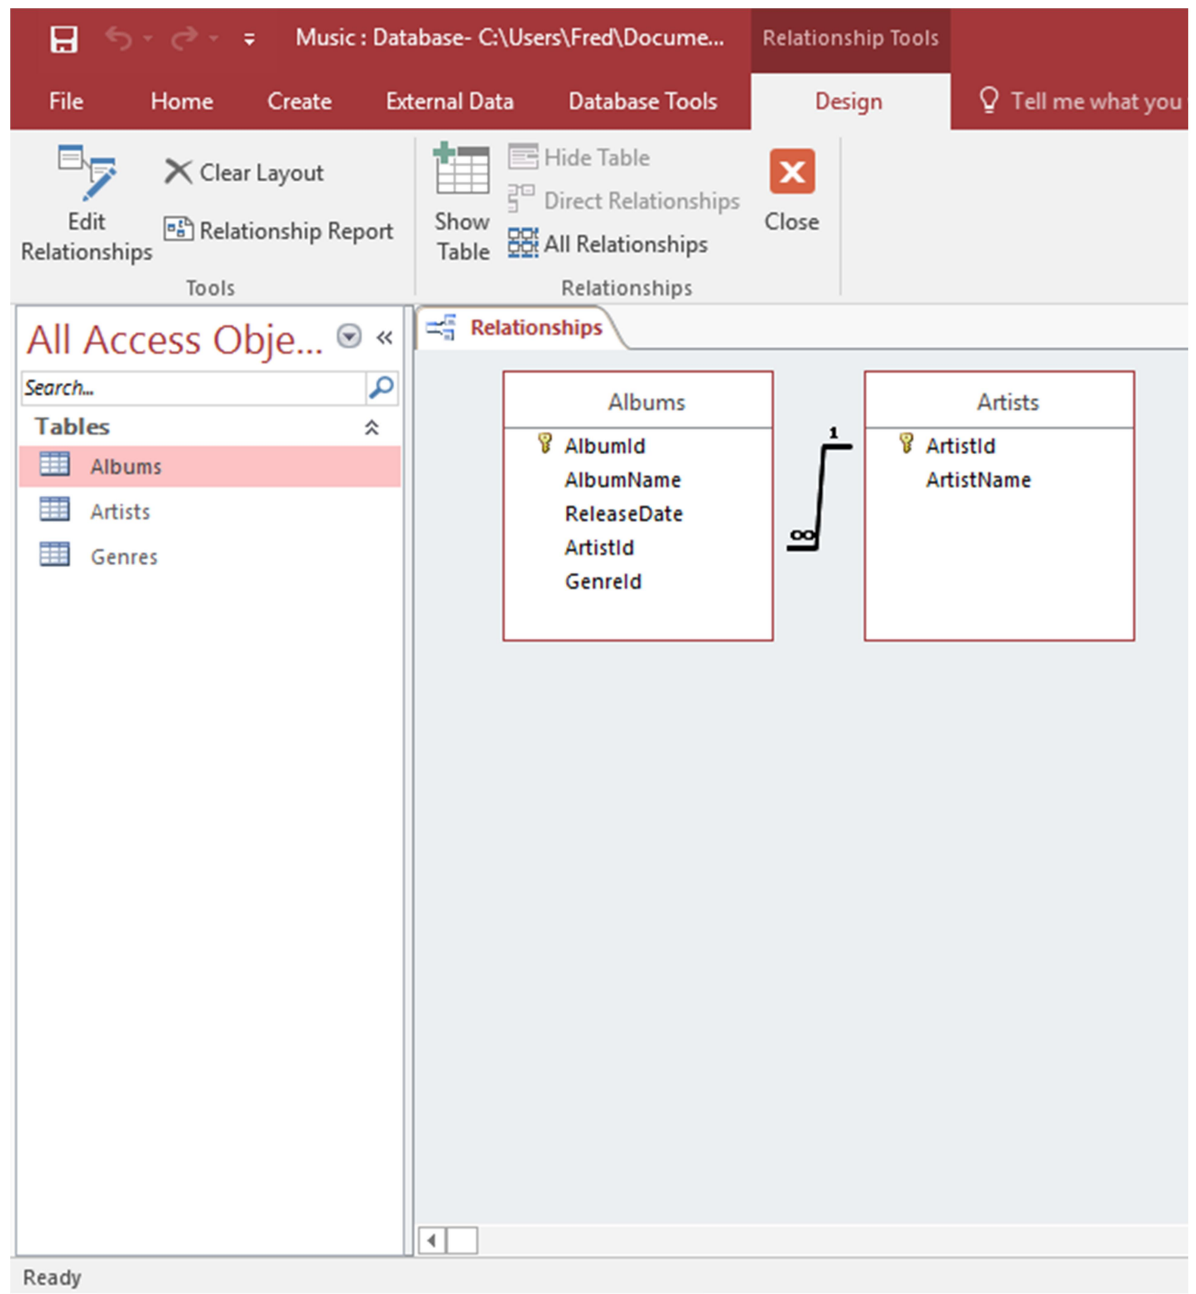 Music : Database- C:\Users\Fred\Docume...
Relationship Tools
File Home Create External Data Database Tools Design Tell me what you
Edit Relationships
Clear Layout
Relationship Report
Tools
Show Table
Hide Table
Direct Relationships
All Relationships
Relationships
Close
All Access Obje...
Search...
Tables
Albums
Artists
Genres
Relationships
Albums
AlbumId
AlbumName
ReleaseDate
ArtistId
GenreId
1
∞
Artists
ArtistId
ArtistName
Ready